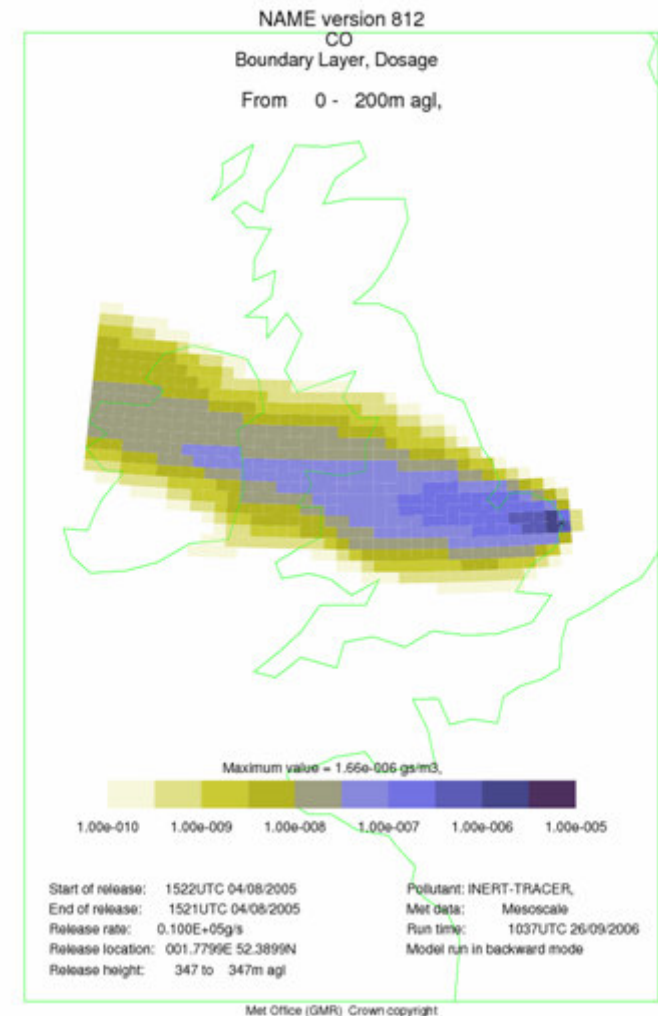 NAME version 812
CO
Boundary Layer, Dosage
From 0 - 200m agl,
Maximum value = 1.66e-006 gs/m3,
1.00e-010 1.00e-009 1.00e-008 1.00e-007 1.00e-006 1.00e-005
Start of release: 1522UTC 04/08/2005
End of release: 1521UTC 04/08/2005
Release rate: 0.100E+05g/s
Release location: 001.7799E 52.3899N
Release height: 347 to 347m agl
Pollutant: INERT-TRACER,
Met data: Mesoscale
Run time: 1037UTC 26/09/2006
Model run in backward mode
Met Office (GMR) Crown copyright